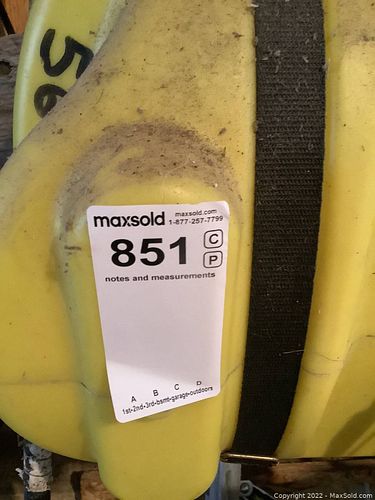 56
maxsold
maxsold.com
1-877-257-7799
851
C
P
notes and measurements
A B C D
1st-2nd-3rd-bsmt-garage-outdoors
Copyright 2022 - MaxSold.com